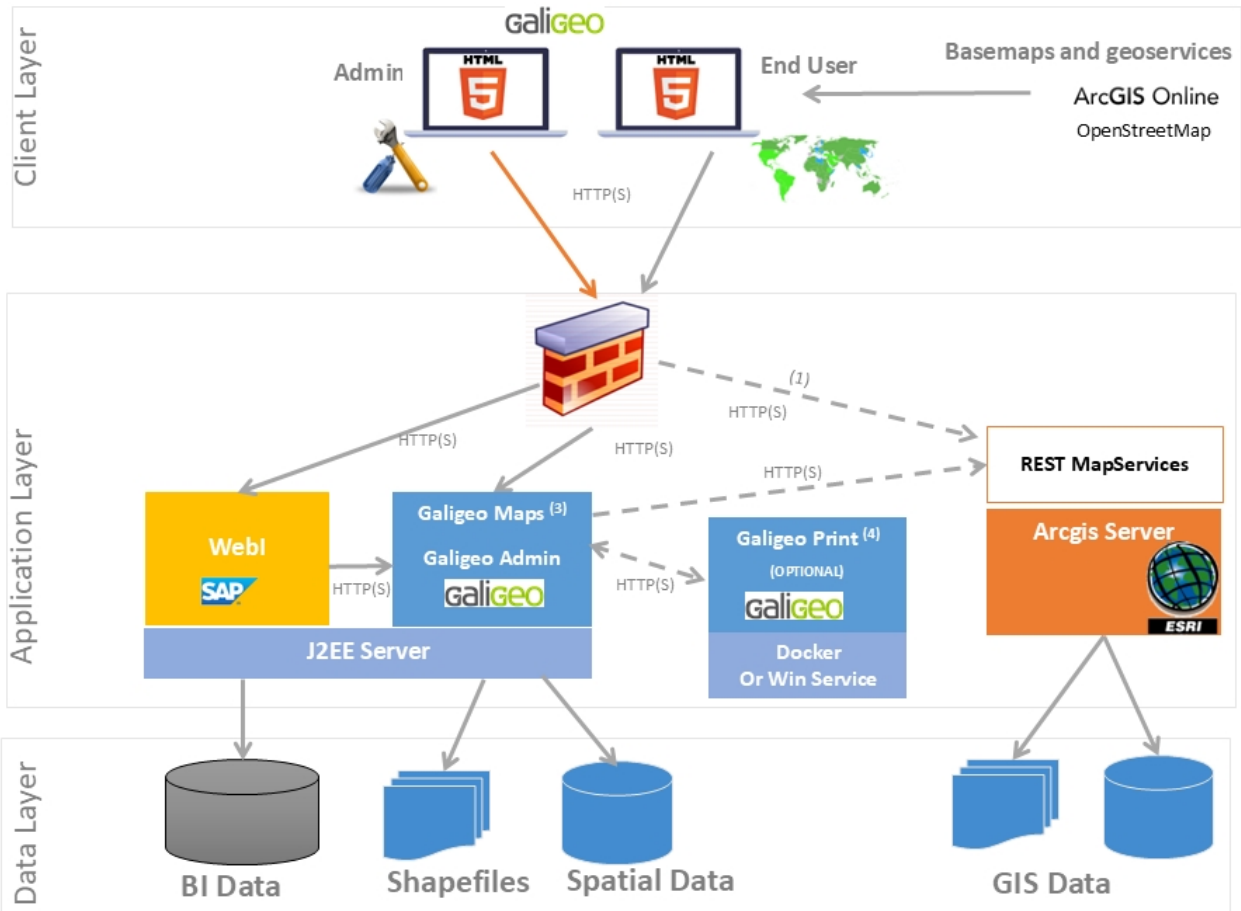 Client Layer
GaliGEO
Admin
HTML
5
HTML
5
End User
Basemaps and geoservices
ArcGIS Online
OpenStreetMap
HTTP(S)
Application Layer
(1)
HTTP(S)
HTTP(S)
HTTP(S)
HTTP(S)
REST MapServices
WebI
SAP
HTTP(S)
Galigeo Maps (3)
Galigeo Admin
GaliGEO
HTTP(S)
Galigeo Print (4)
(OPTIONAL)
GaliGEO
Arcgis Server
ESRI
J2EE Server
Docker
Or Win Service
Data Layer
BI Data
Shapefiles
Spatial Data
GIS Data